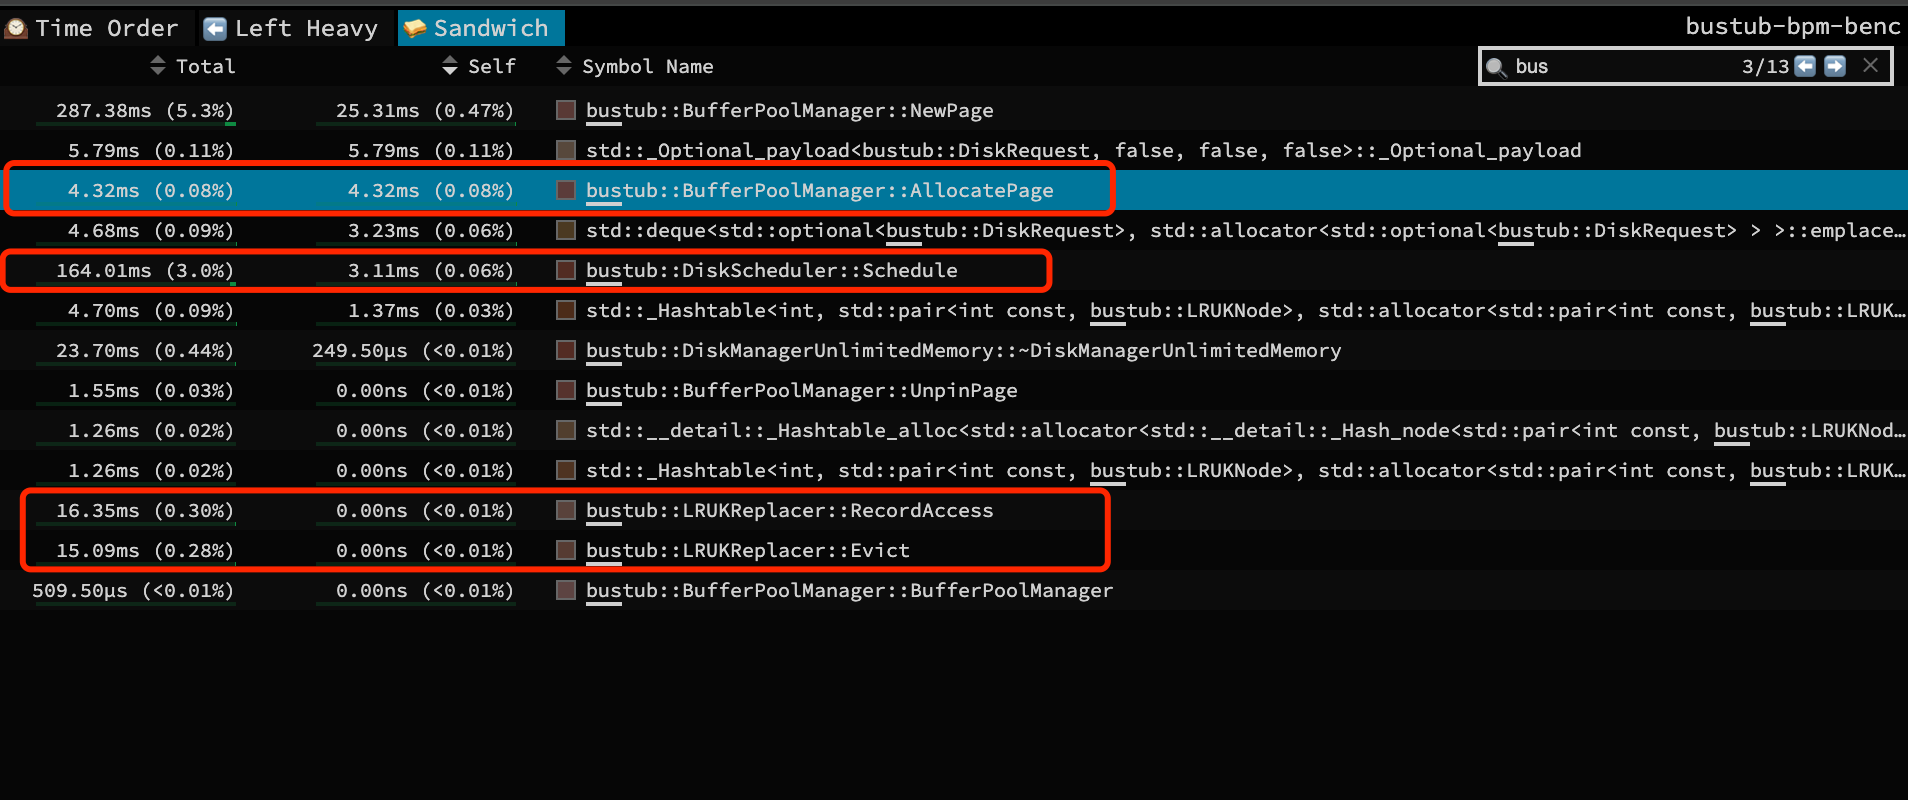 Time Order Left Heavy Sandwich bustub-bpm-benc
Total Self Symbol Name bus 3/13
287.38ms (5.3%) 25.31ms (0.47%) bustub::BufferPoolManager::NewPage
5.79ms (0.11%) 5.79ms (0.11%) std::_Optional_payload<bustub::DiskRequest, false, false, false>::_Optional_payload
4.32ms (0.08%) 4.32ms (0.08%) bustub::BufferPoolManager::AllocatePage
4.68ms (0.09%) 3.23ms (0.06%) std::deque<std::optional<bustub::DiskRequest>, std::allocator<std::optional<bustub::DiskRequest> > >::emplace…
164.01ms (3.0%) 3.11ms (0.06%) bustub::DiskScheduler::Schedule
4.70ms (0.09%) 1.37ms (0.03%) std::_Hashtable<int, std::pair<int const, bustub::LRUKNode>, std::allocator<std::pair<int const, bustub::LRUK…
23.70ms (0.44%) 249.50µs (<0.01%) bustub::DiskManagerUnlimitedMemory::~DiskManagerUnlimitedMemory
1.55ms (0.03%) 0.00ns (<0.01%) bustub::BufferPoolManager::UnpinPage
1.26ms (0.02%) 0.00ns (<0.01%) std::__detail::_Hashtable_alloc<std::allocator<std::__detail::_Hash_node<std::pair<int const, bustub::LRUKNod…
1.26ms (0.02%) 0.00ns (<0.01%) std::_Hashtable<int, std::pair<int const, bustub::LRUKNode>, std::allocator<std::pair<int const, bustub::LRUK…
16.35ms (0.30%) 0.00ns (<0.01%) bustub::LRUKReplacer::RecordAccess
15.09ms (0.28%) 0.00ns (<0.01%) bustub::LRUKReplacer::Evict
509.50µs (<0.01%) 0.00ns (<0.01%) bustub::BufferPoolManager::BufferPoolManager